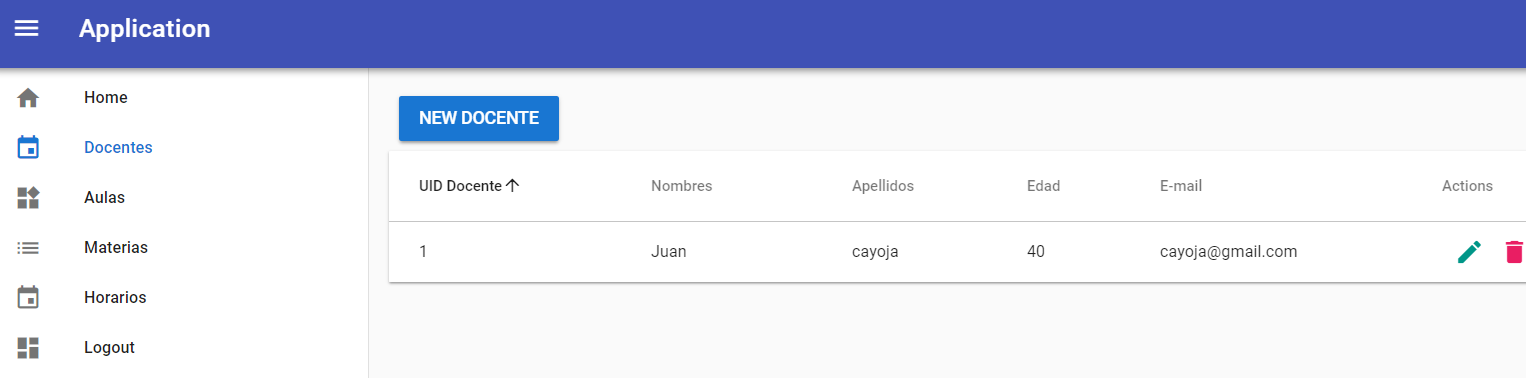 Application
Home
Docentes
Aulas
Materias
Horarios
Logout
NEW DOCENTE
UID Docente Nombres Apellidos Edad E-mail Actions
1 Juan cayoja 40 cayoja@gmail.com